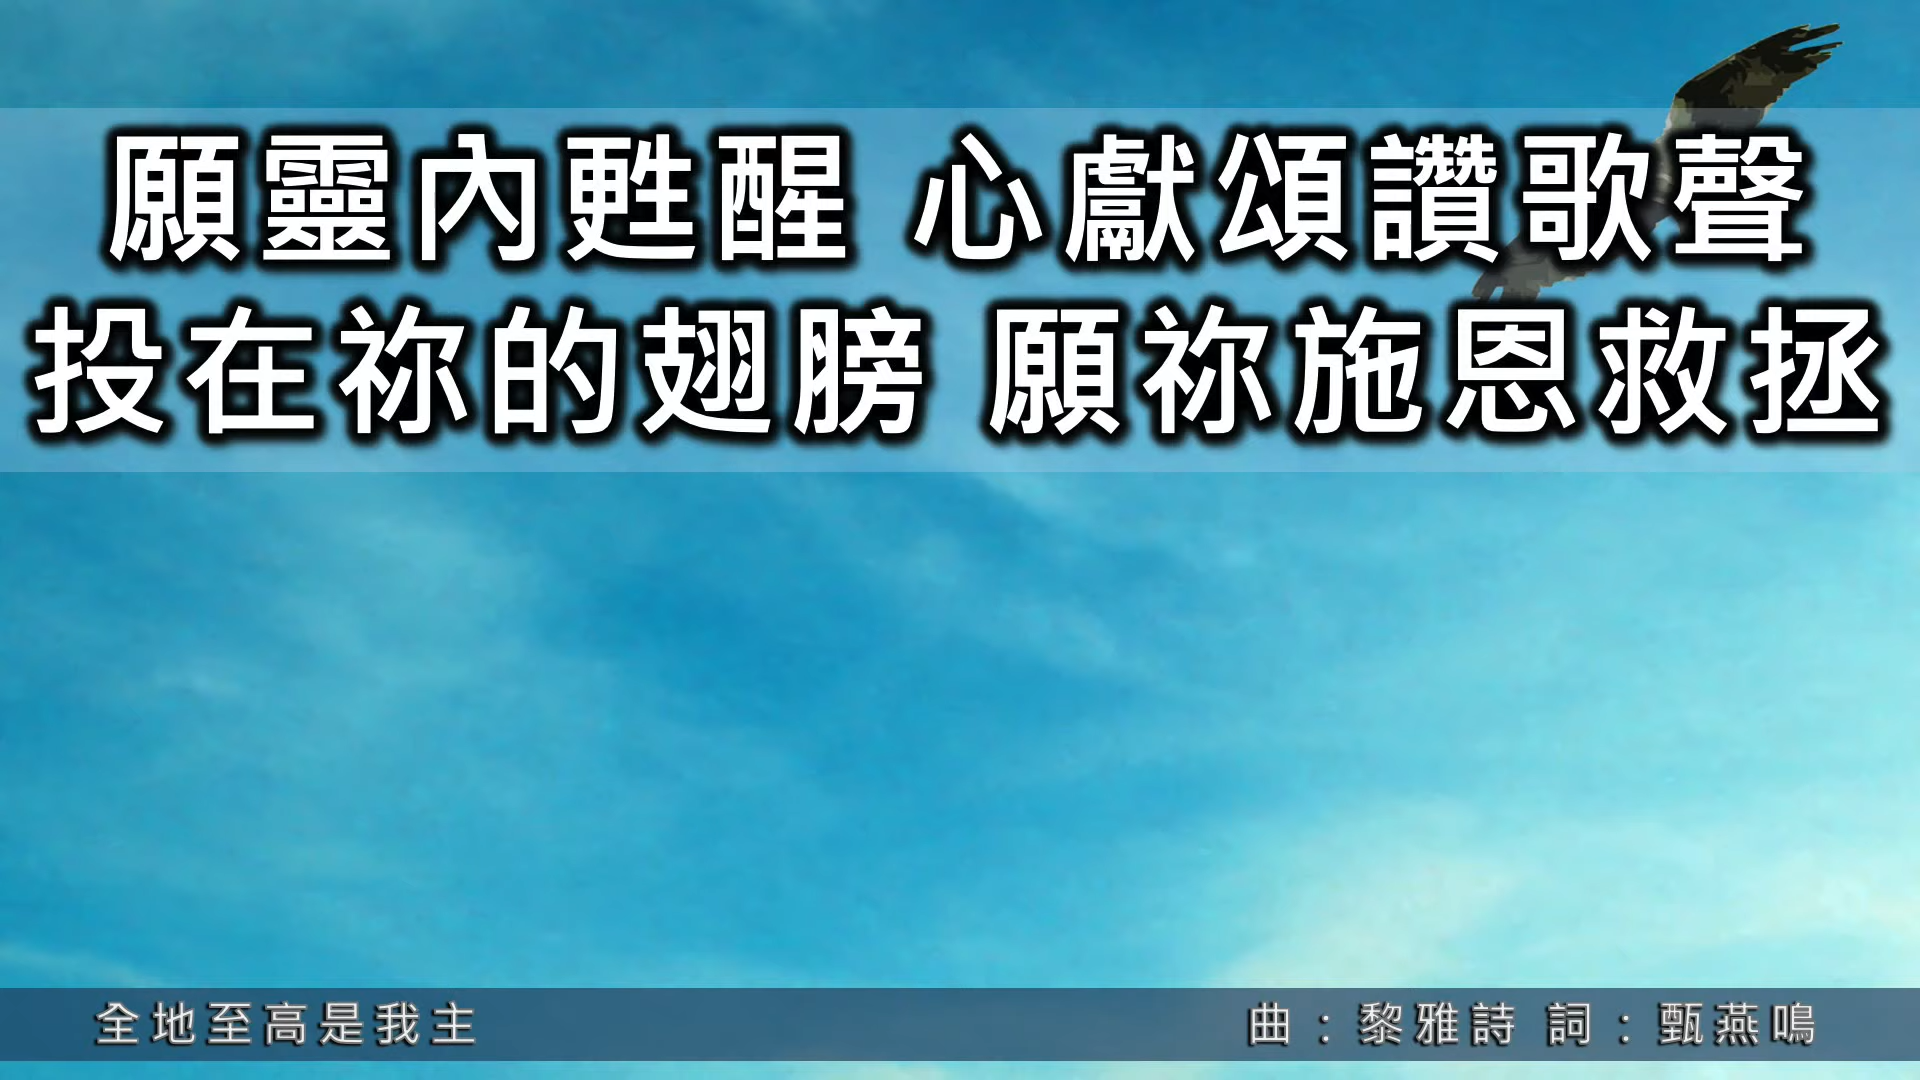 願靈內甦醒 心獻頌讚歌聲
投在祢的翅膀 願祢施恩救拯
全地至高是我主
曲：黎雅詩 詞：甄燕鳴